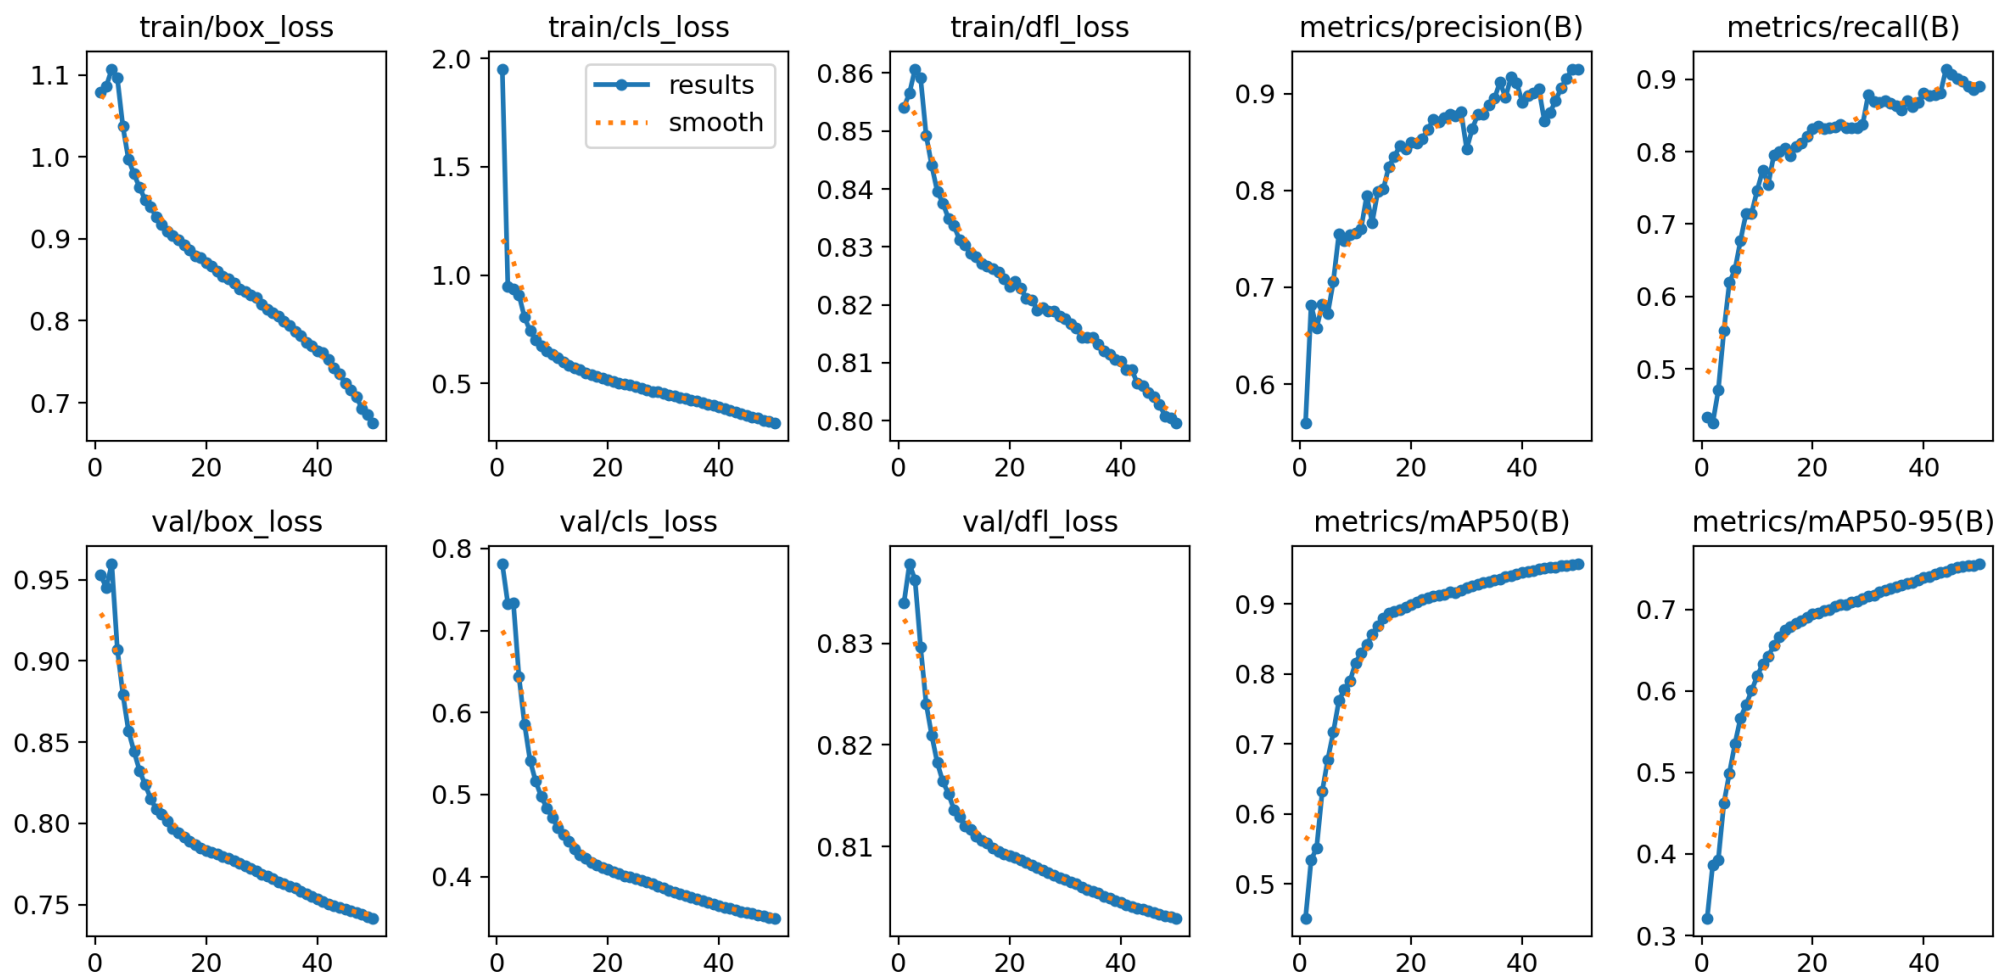 train/box_loss
1.1
1.0
0.9
0.8
0.7
0 20 40
train/cls_loss
results
smooth
2.0
1.5
1.0
0.5
0 20 40
train/dfl_loss
0.86
0.85
0.84
0.83
0.82
0.81
0.80
0 20 40
metrics/precision(B)
0.9
0.8
0.7
0.6
0 20 40
metrics/recall(B)
0.9
0.8
0.7
0.6
0.5
0 20 40
val/box_loss
0.95
0.90
0.85
0.80
0.75
0 20 40
val/cls_loss
0.8
0.7
0.6
0.5
0.4
0 20 40
val/dfl_loss
0.83
0.82
0.81
0 20 40
metrics/mAP50(B)
0.9
0.8
0.7
0.6
0.5
0 20 40
metrics/mAP50-95(B)
0.7
0.6
0.5
0.4
0.3
0 20 40